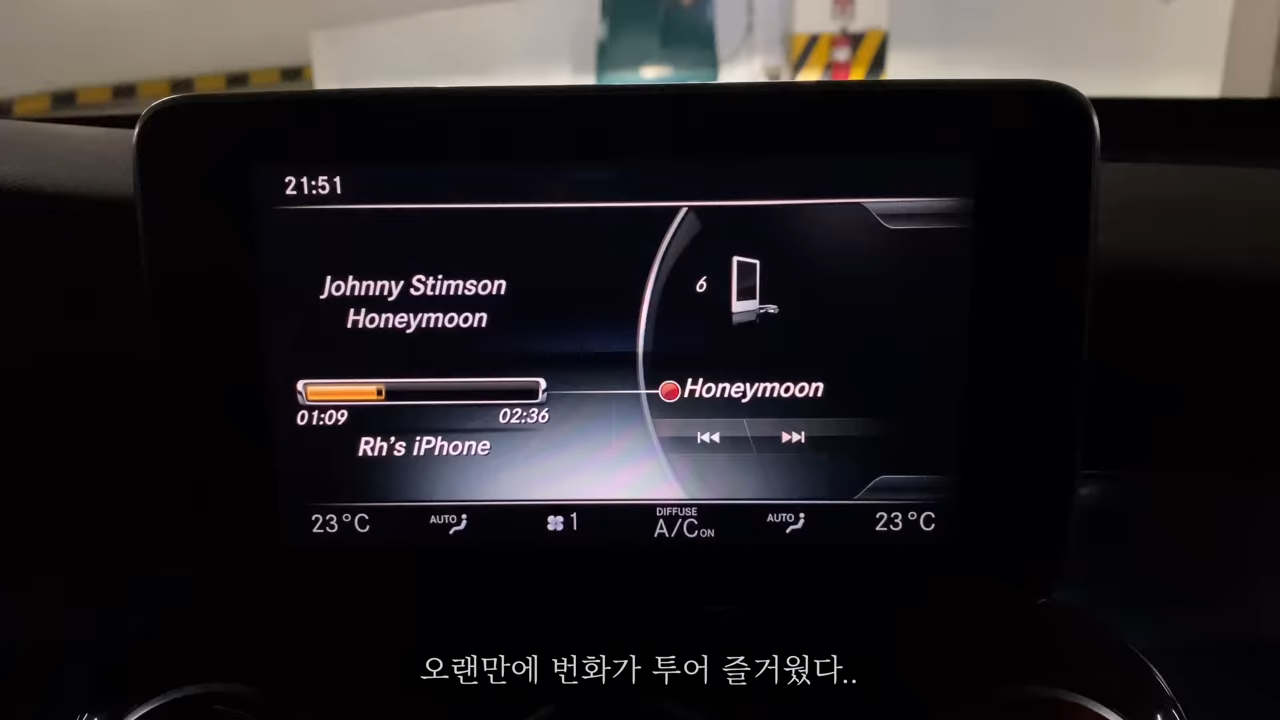 21:51
Johnny Stimson
Honeymoon
6
Honeymoon
01:09
02:36
Rh's iPhone
23°C
AUTO
1
DIFFUSE
A/C ON
AUTO
23°C
오랜만에 번화가 투어 즐거웠다..